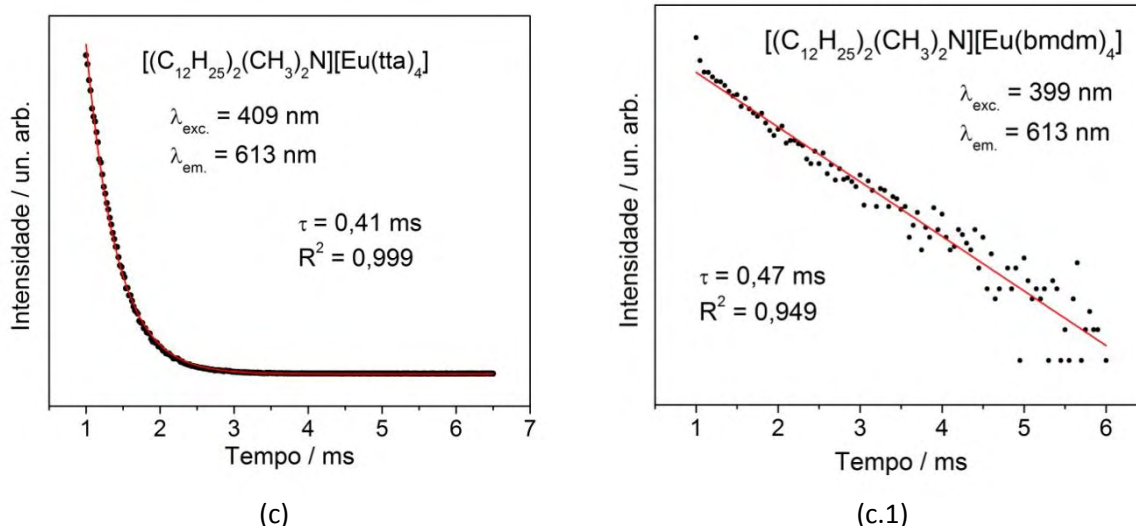 [(C₁₂H₂₅)₂(CH₃)₂N][Eu(tta)₄]
λexc. = 409 nm
λem. = 613 nm
τ = 0,41 ms
R² = 0,999
Intensidade / un. arb.
1 2 3 4 5 6 7
Tempo / ms
(c)
[(C₁₂H₂₅)₂(CH₃)₂N][Eu(bmdm)₄]
λexc. = 399 nm
λem. = 613 nm
τ = 0,47 ms
R² = 0,949
Intensidade / un. arb.
1 2 3 4 5 6
Tempo / ms
(c.1)